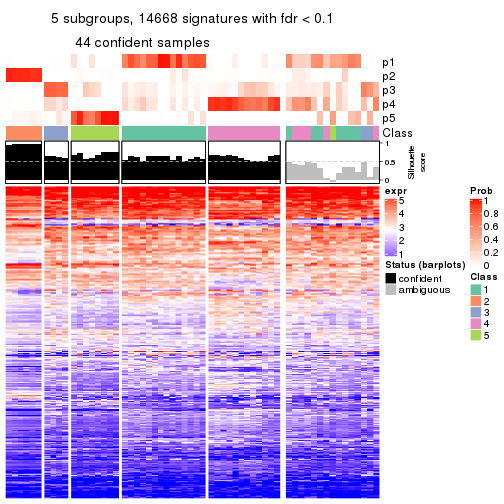 5 subgroups, 14668 signatures with fdr < 0.1
44 confident samples
p1
p2
p3
p4
p5
Class
1
0.5
0
Silhouette
score
expr
5
4
3
2
1
Status (barplots)
confident
ambiguous
Prob
1
0.8
0.6
0.4
0.2
0
Class
1
2
3
4
5